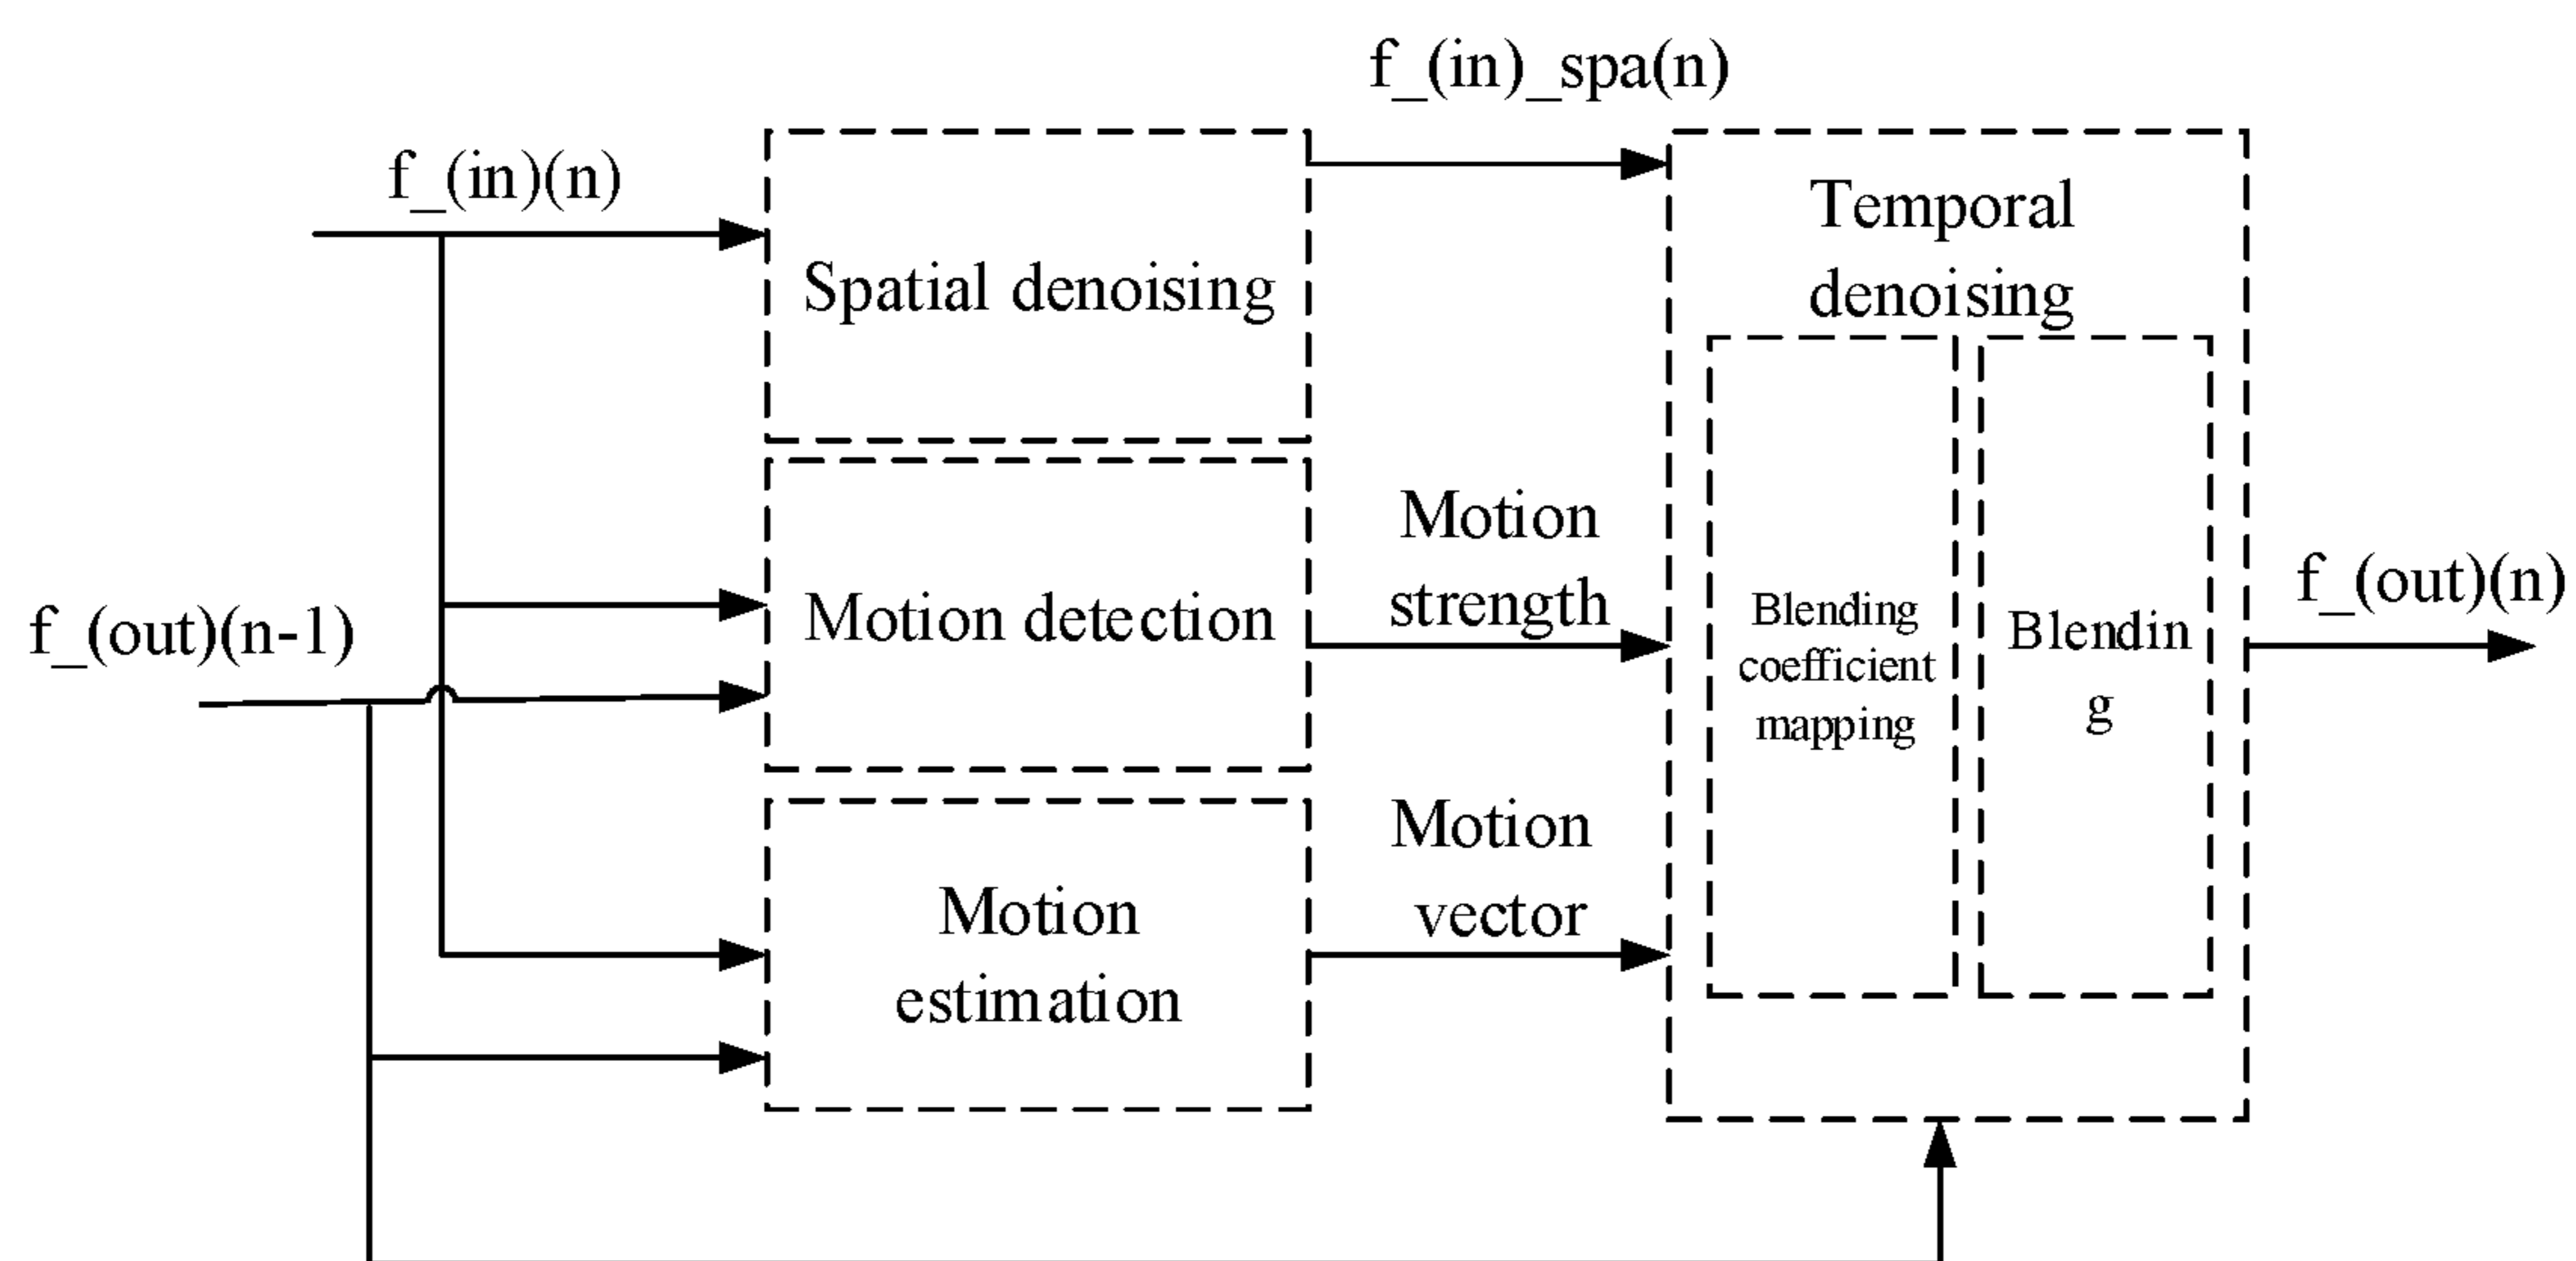 f_(in)_spa(n)
f_(in)(n)
Spatial denoising
Temporal
denoising
f_(out)(n-1)
Motion detection
Motion
strength
Blending
coefficient
mapping
Blendin
g
f_(out)(n)
Motion
estimation
Motion
vector